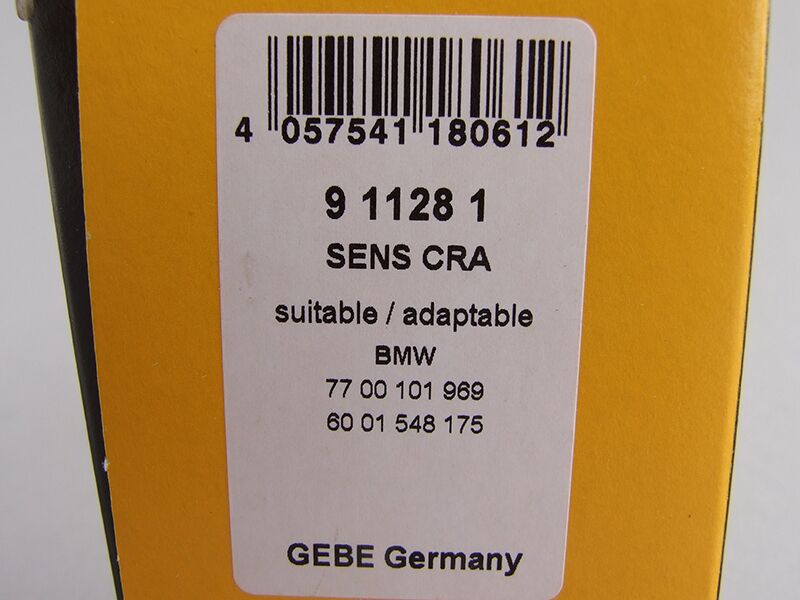 4 057541 180612
9 1128 1
SENS CRA
suitable / adaptable
BMW
77 00 101 969
60 01 548 175
GEBE Germany